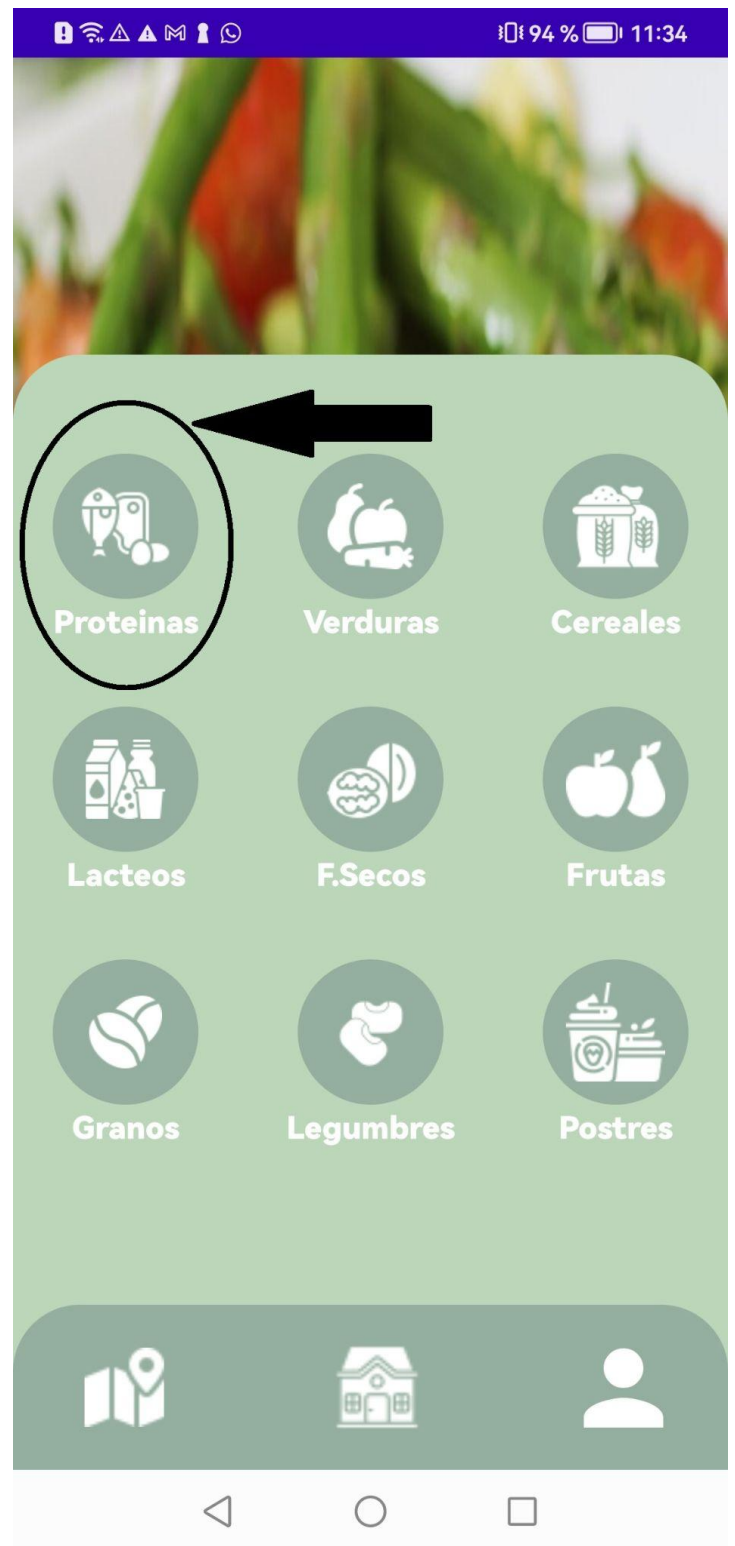 94 % 11:34
Proteinas Verduras Cereales
Lacteos F.Secos Frutas
Granos Legumbres Postres